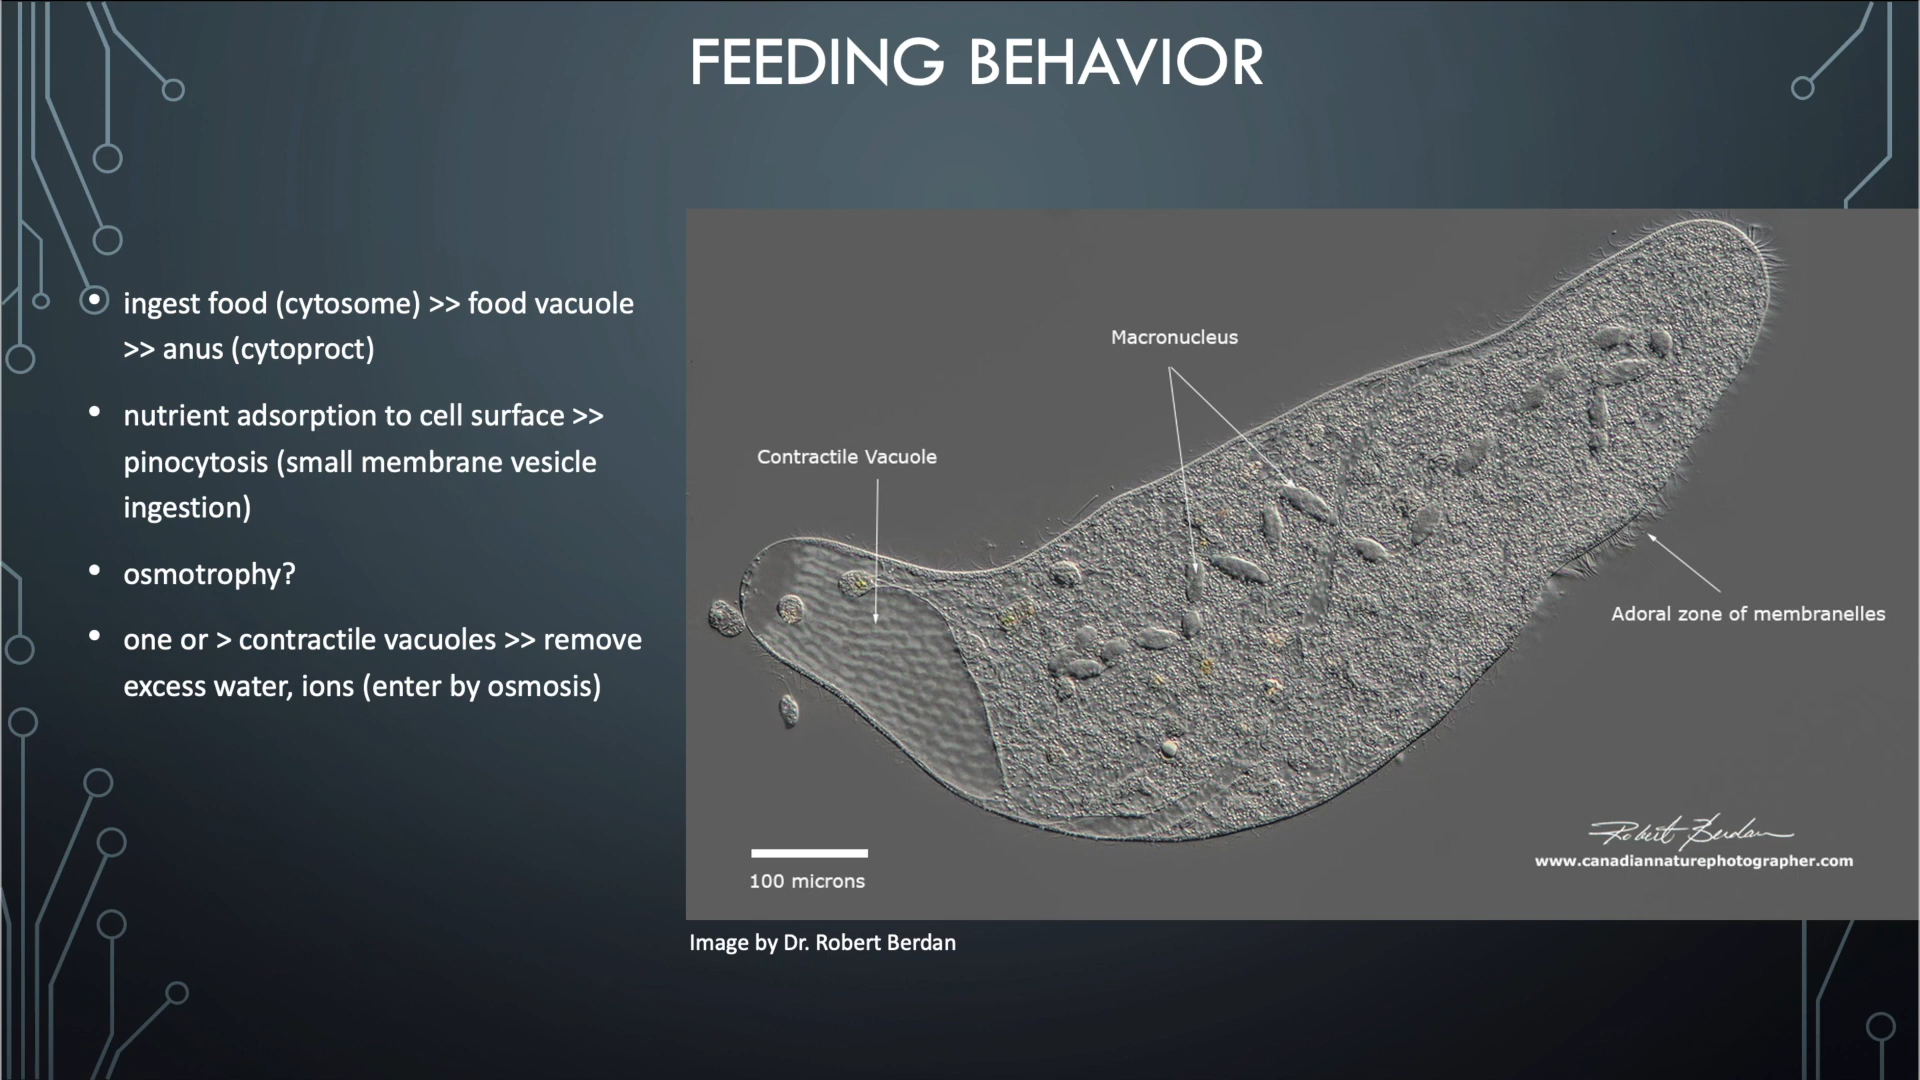 FEEDING BEHAVIOR
• ingest food (cytosome) >> food vacuole
>> anus (cytoproct)
• nutrient adsorption to cell surface >>
pinocytosis (small membrane vesicle
ingestion)
• osmotrophy?
• one or > contractile vacuoles >> remove
excess water, ions (enter by osmosis)
Macronucleus
Contractile Vacuole
Adoral zone of membranelles
100 microns
Robert Berdan
www.canadiannaturephotographer.com
Image by Dr. Robert Berdan